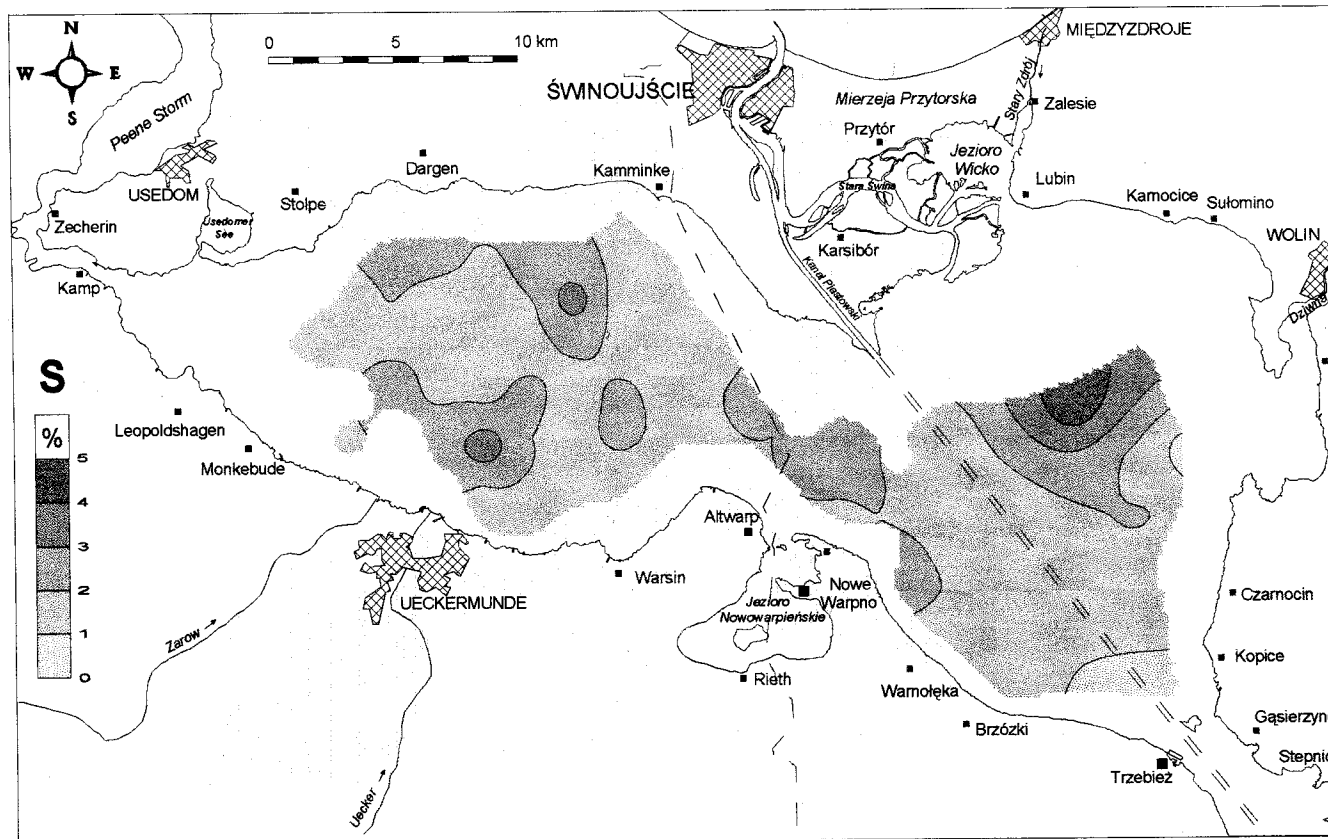 N
W E
S
0 5 10 km
Peene Storm
USEDOM
Zecherin
Usedomer
See
Kamp
Stolpe
Dargen
Kamminke
ŚWINOUJŚCIE
MIĘDZYZDROJE
Stary Zdrój
Zalesie
Mierzeja Przytorska
Przytór
Jezioro
Wicko
Stara Świna
Lubin
Karnocice
Sułomino
WOLIN
Dziwna
Karsibór
Kanał Piastowski
S
%
5
4
3
2
1
0
Leopoldshagen
Monkebude
UECKERMUNDE
Zarow
Uecker
Warsin
Altwarp
Nowe
Warpno
Jezioro
Nowowarpieńskie
Rieth
Warnołęka
Brzózki
Trzebież
Czarnocin
Kopice
Gąsierzyn
Stepnic